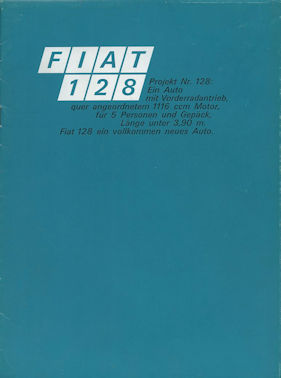 FIAT
128
Projekt Nr. 128:
Ein Auto
mit Vorderradantrieb,
quer angeordnetem 1116 ccm Motor,
für 5 Personen und Gepäck,
Länge unter 3,90 m.
Fiat 128 ein vollkommen neues Auto.